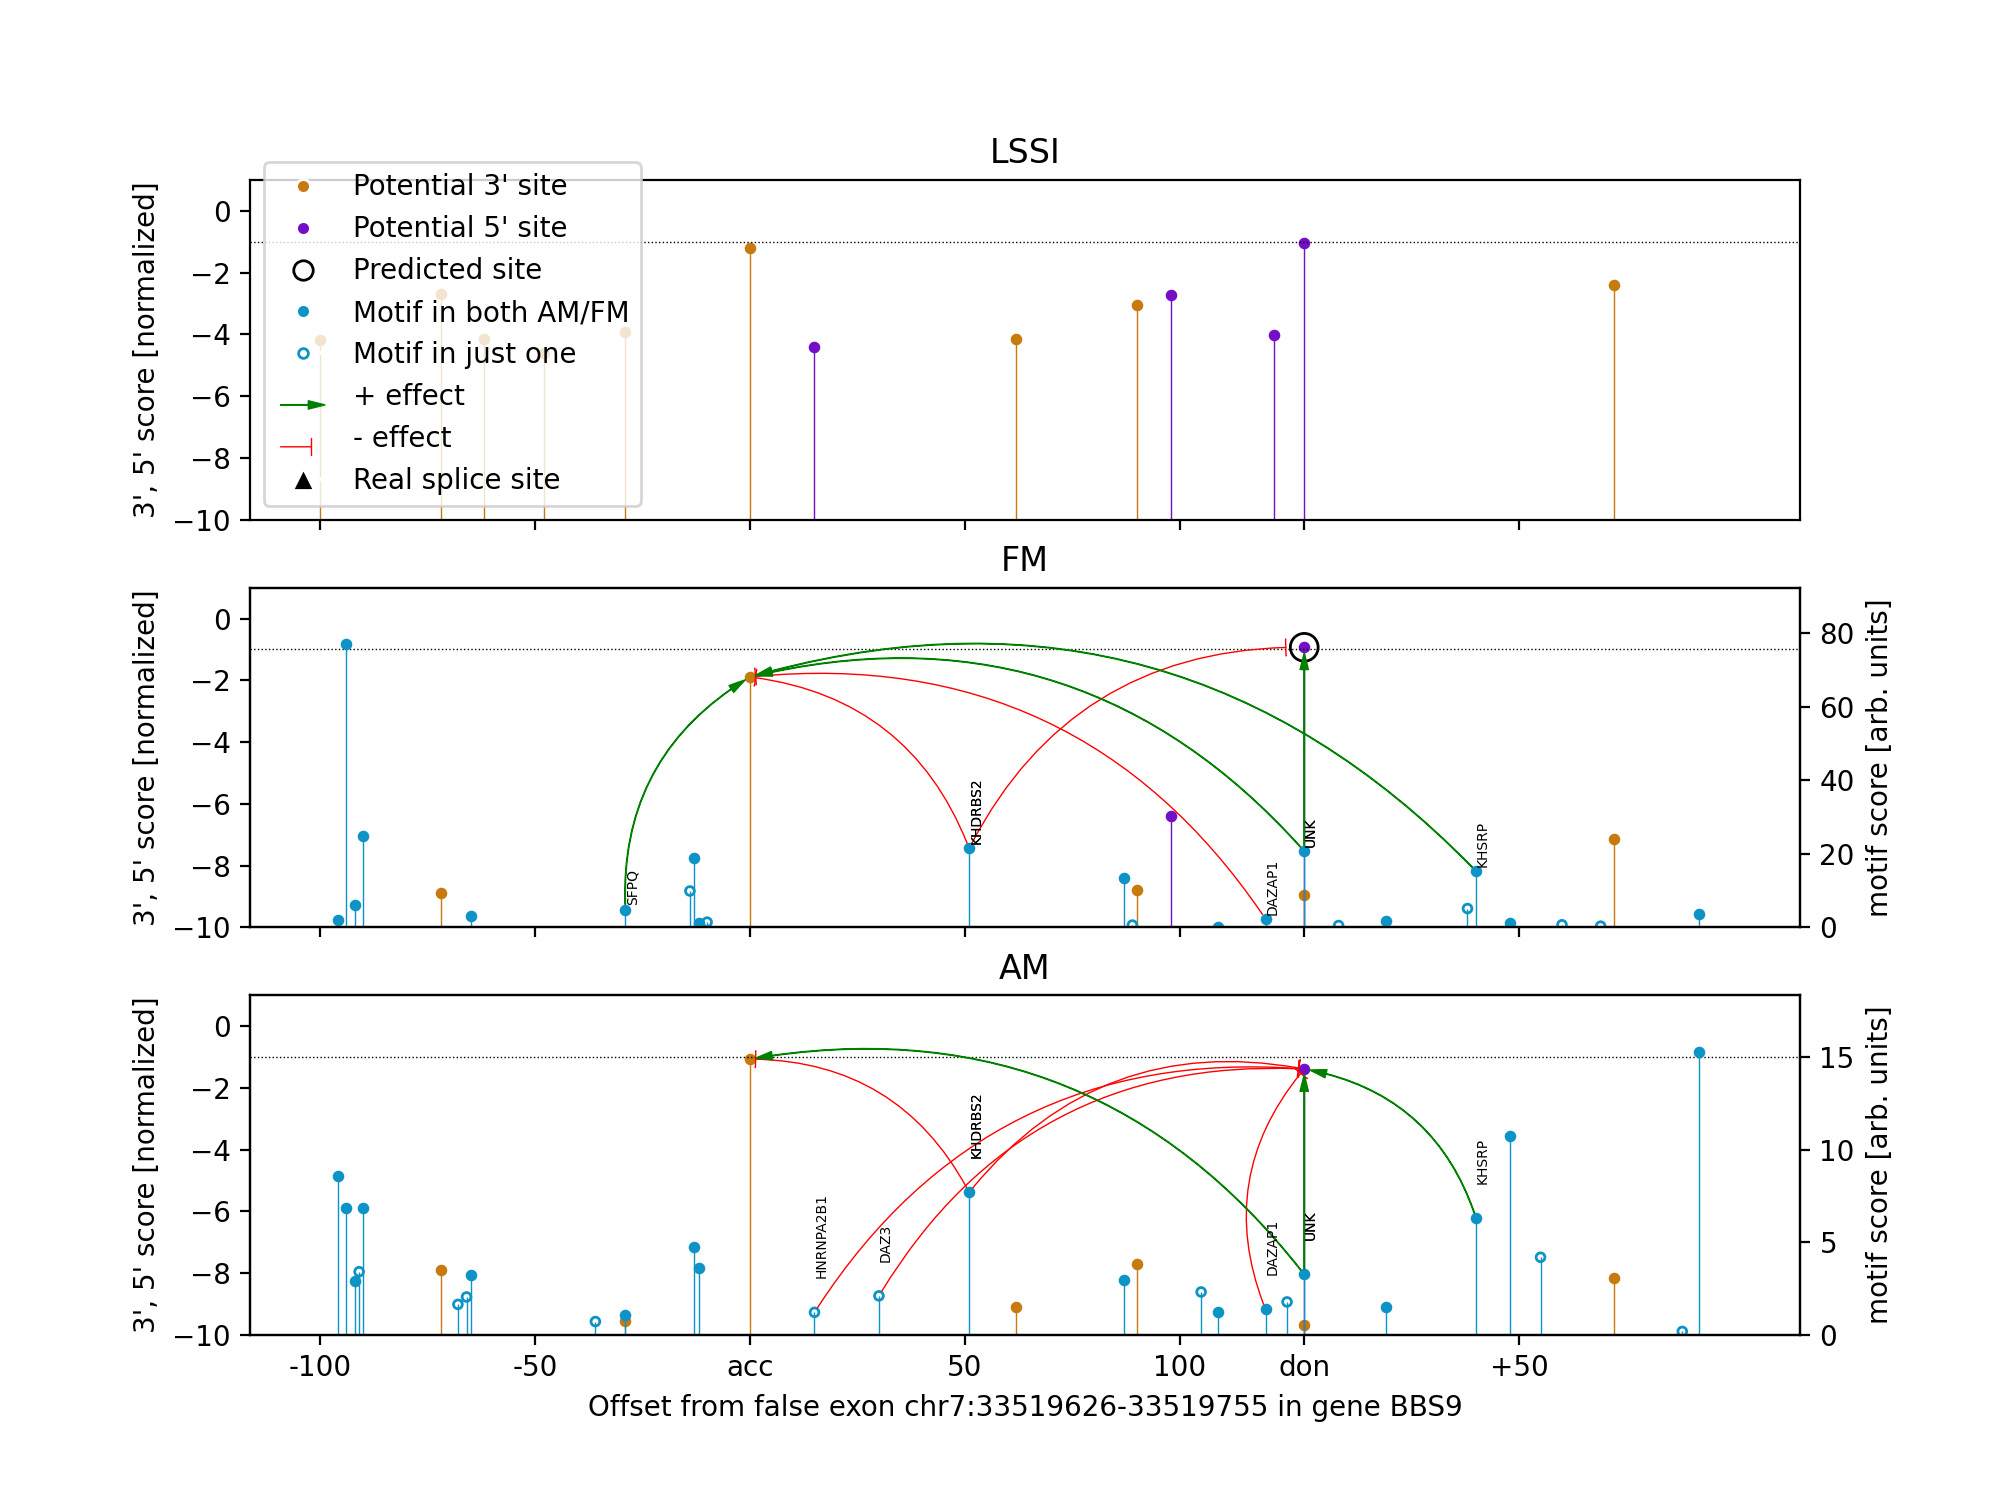 LSSI
3', 5' score [normalized]
0
−2
−4
−6
−8
−10
Potential 3' site
Potential 5' site
Predicted site
Motif in both AM/FM
Motif in just one
+ effect
- effect
Real splice site
FM
3', 5' score [normalized]
0
−2
−4
−6
−8
−10
SFPQ
KHDRBS2
DAZAP1
UNK
KHSRP
80
60
40
20
0
motif score [arb. units]
AM
3', 5' score [normalized]
0
−2
−4
−6
−8
−10
HNRNPA2B1
DAZ3
KHDRBS2
DAZAP1
UNK
KHSRP
15
10
5
0
motif score [arb. units]
-100 -50 acc 50 100 don +50
Offset from false exon chr7:33519626-33519755 in gene BBS9